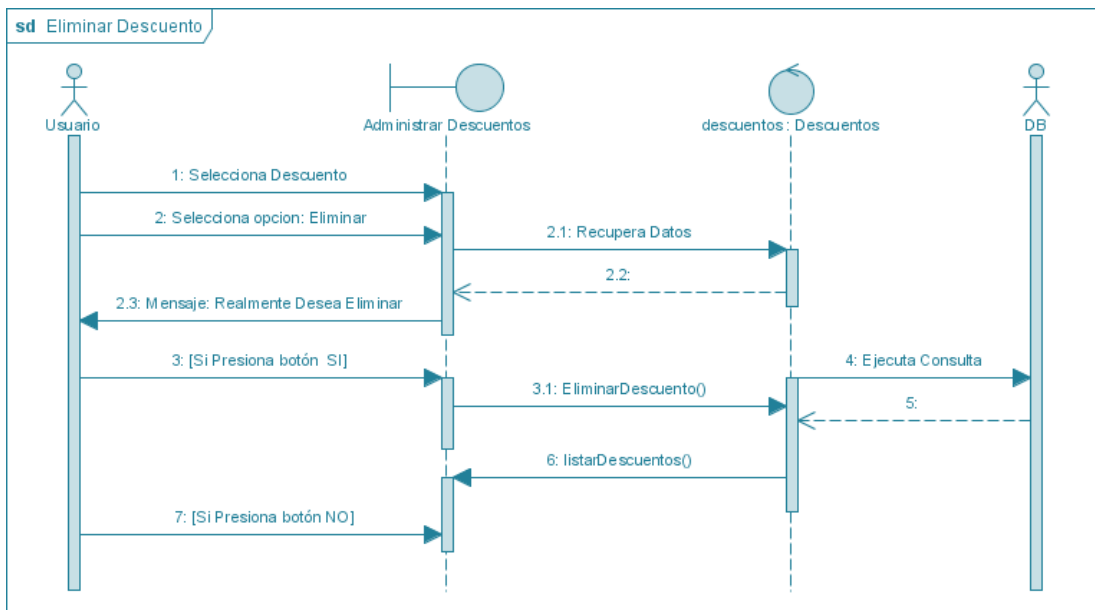 sd Eliminar Descuento
Usuario
Administrar Descuentos
descuentos : Descuentos
DB
1: Selecciona Descuento
2: Selecciona opcion: Eliminar
2.1: Recupera Datos
2.2:
2.3: Mensaje: Realmente Desea Eliminar
3: [Si Presiona botón SI]
4: Ejecuta Consulta
3.1: EliminarDescuento()
5:
6: listarDescuentos()
7: [Si Presiona botón NO]